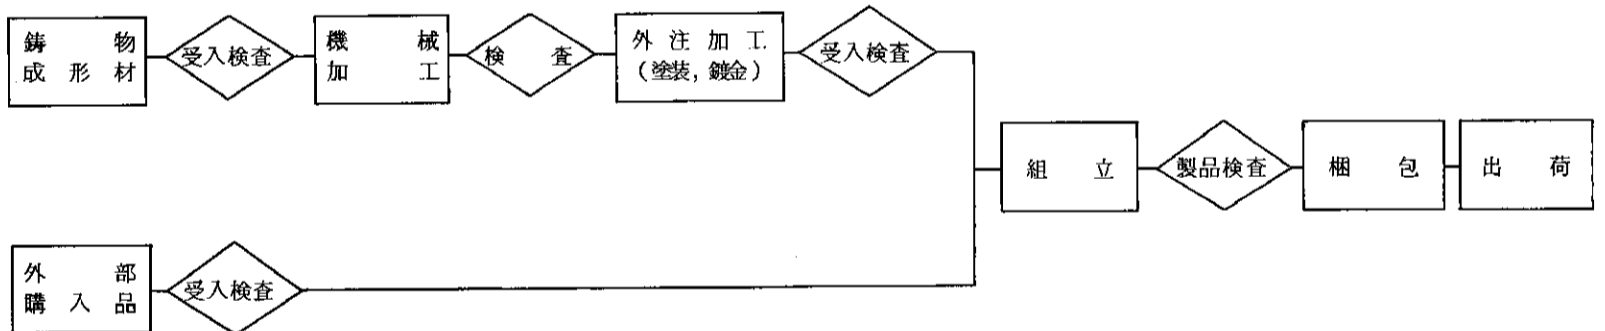 鋳物
成形材
受入検査
機械
加工
検査
外注加工
（塗装，鍍金）
受入検査
組立
製品検査
梱包
出荷
外部
購入品
受入検査